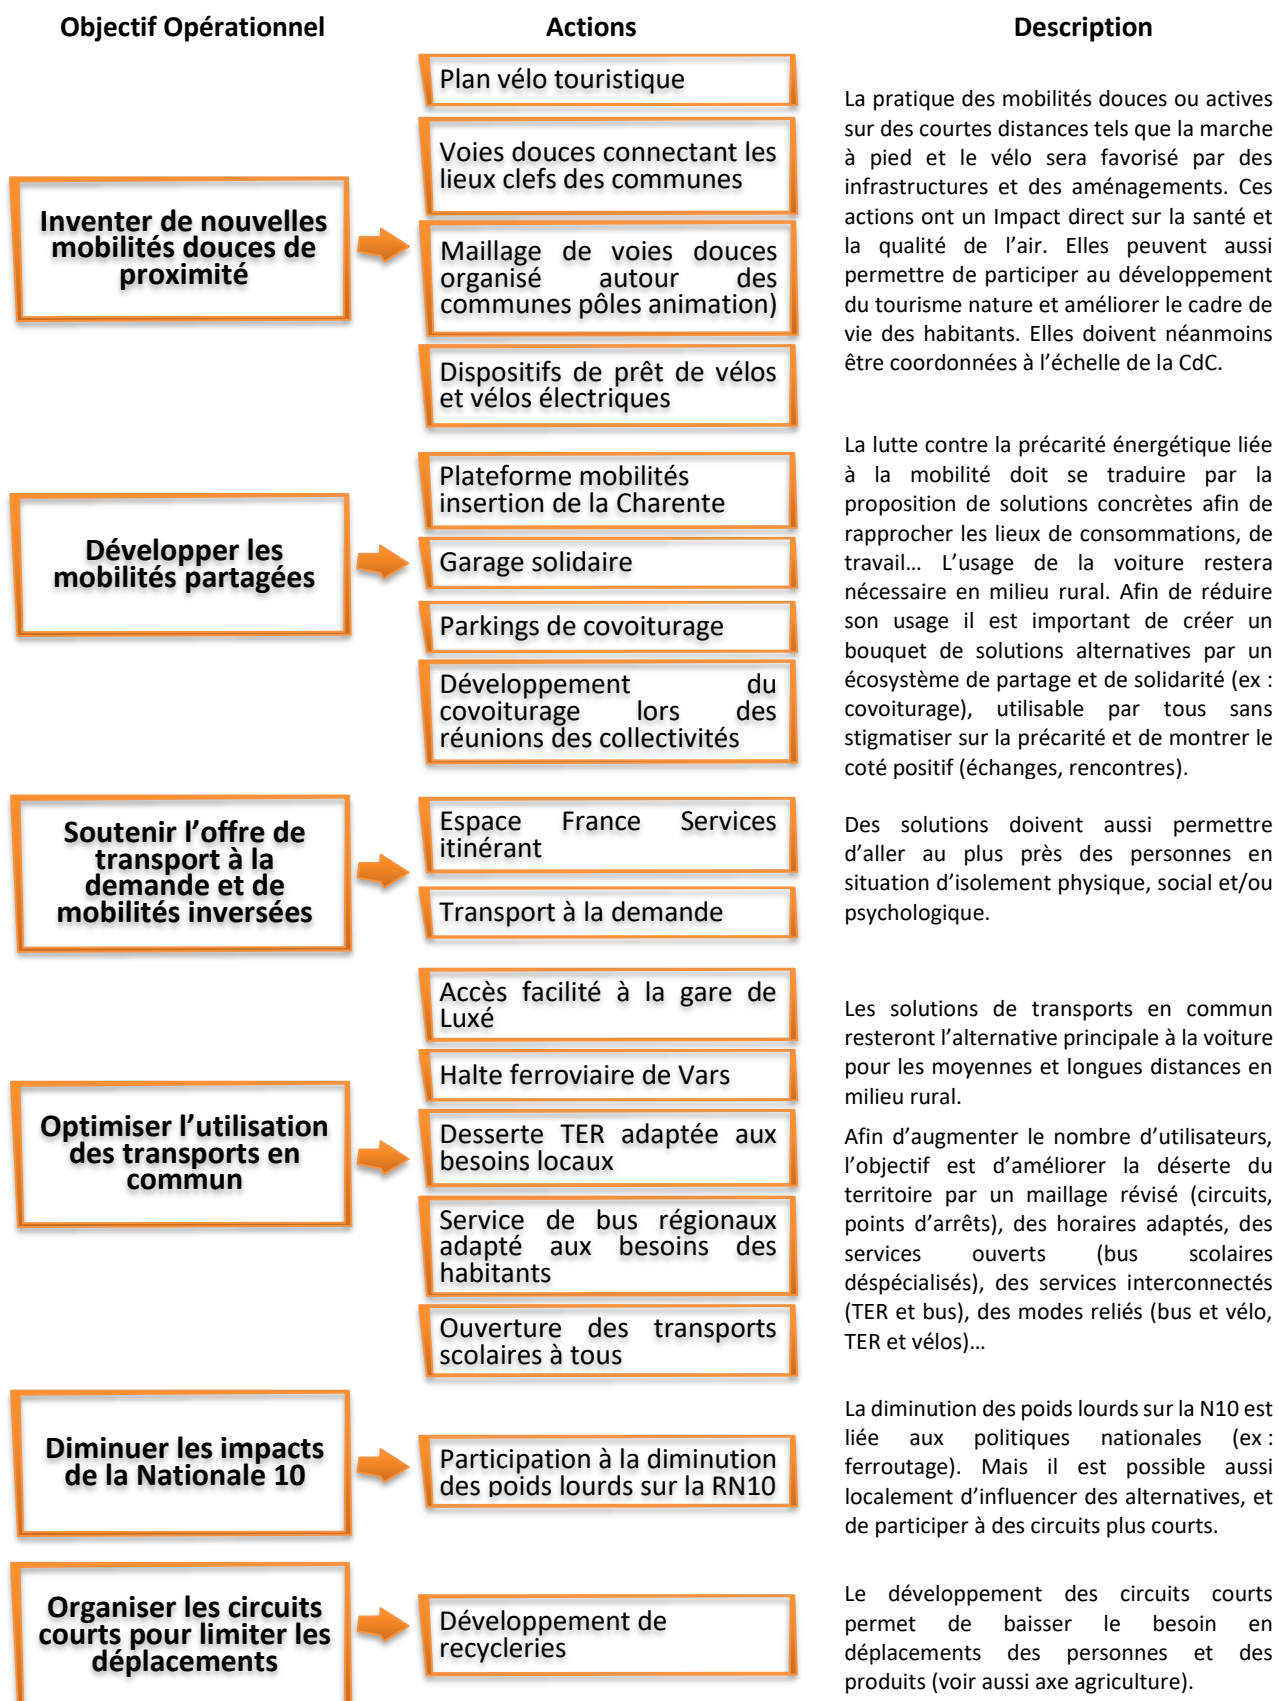 Objectif Opérationnel
Actions
Description
Inventer de nouvelles
mobilités douces de
proximité
Plan vélo touristique
Voies douces connectant les
lieux clefs des communes
Maillage de voies douces
organisé autour des
communes pôles animation)
Dispositifs de prêt de vélos
et vélos électriques
La pratique des mobilités douces ou actives
sur des courtes distances tels que la marche
à pied et le vélo sera favorisé par des
infrastructures et des aménagements. Ces
actions ont un Impact direct sur la santé et
la qualité de l’air. Elles peuvent aussi
permettre de participer au développement
du tourisme nature et améliorer le cadre de
vie des habitants. Elles doivent néanmoins
être coordonnées à l’échelle de la CdC.
Développer les
mobilités partagées
Plateforme mobilités
insertion de la Charente
Garage solidaire
Parkings de covoiturage
Développement du
covoiturage lors des
réunions des collectivités
La lutte contre la précarité énergétique liée
à la mobilité doit se traduire par la
proposition de solutions concrètes afin de
rapprocher les lieux de consommations, de
travail… L’usage de la voiture restera
nécessaire en milieu rural. Afin de réduire
son usage il est important de créer un
bouquet de solutions alternatives par un
écosystème de partage et de solidarité (ex :
covoiturage), utilisable par tous sans
stigmatiser sur la précarité et de montrer le
coté positif (échanges, rencontres).
Soutenir l’offre de
transport à la
demande et de
mobilités inversées
Espace France Services
itinérant
Transport à la demande
Des solutions doivent aussi permettre
d’aller au plus près des personnes en
situation d’isolement physique, social et/ou
psychologique.
Optimiser l’utilisation
des transports en
commun
Accès facilité à la gare de
Luxé
Halte ferroviaire de Vars
Desserte TER adaptée aux
besoins locaux
Service de bus régionaux
adapté aux besoins des
habitants
Ouverture des transports
scolaires à tous
Les solutions de transports en commun
resteront l’alternative principale à la voiture
pour les moyennes et longues distances en
milieu rural.
Afin d’augmenter le nombre d’utilisateurs,
l’objectif est d’améliorer la déserte du
territoire par un maillage révisé (circuits,
points d’arrêts), des horaires adaptés, des
services ouverts (bus scolaires
déspécialisés), des services interconnectés
(TER et bus), des modes reliés (bus et vélo,
TER et vélos)…
Diminuer les impacts
de la Nationale 10
Participation à la diminution
des poids lourds sur la RN10
La diminution des poids lourds sur la N10 est
liée aux politiques nationales (ex :
ferroutage). Mais il est possible aussi
localement d’influencer des alternatives, et
de participer à des circuits plus courts.
Organiser les circuits
courts pour limiter les
déplacements
Développement de
recycleries
Le développement des circuits courts
permet de baisser le besoin en
déplacements des personnes et des
produits (voir aussi axe agriculture).